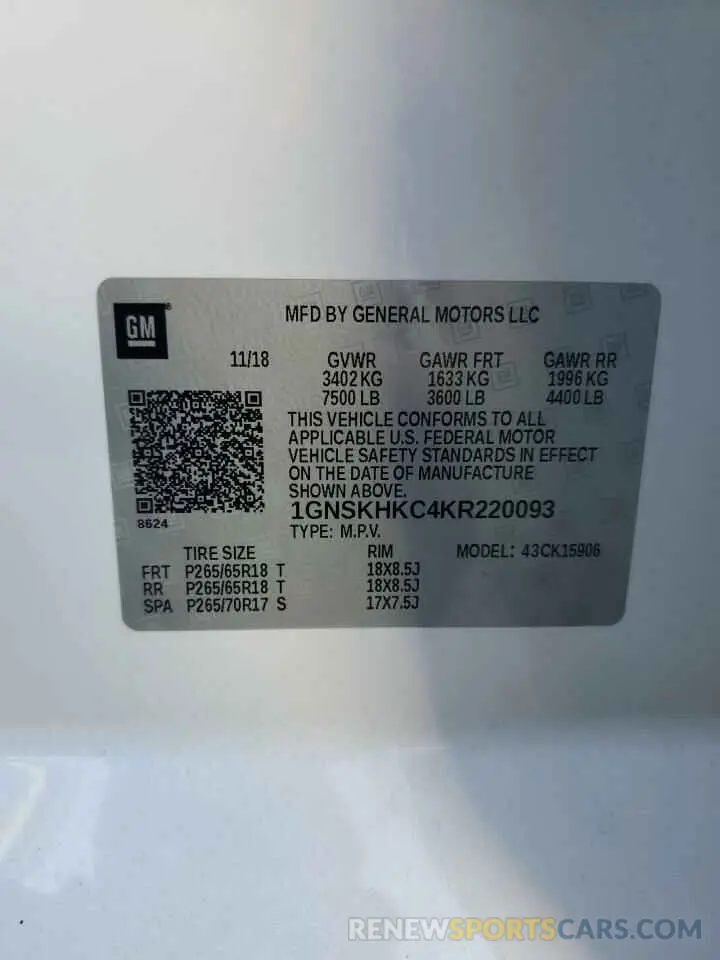 GM
MFD BY GENERAL MOTORS LLC
11/18 GVWR GAWR FRT GAWR RR
3402 KG 1633 KG 1996 KG
7500 LB 3600 LB 4400 LB
THIS VEHICLE CONFORMS TO ALL
APPLICABLE U.S. FEDERAL MOTOR
VEHICLE SAFETY STANDARDS IN EFFECT
ON THE DATE OF MANUFACTURE
SHOWN ABOVE.
8624
1GNSKHKC4KR220093
TYPE: M.P.V.
TIRE SIZE RIM MODEL: 43CK15906
FRT P265/65R18 T 18X8.5J
RR P265/65R18 T 18X8.5J
SPA P265/70R17 S 17X7.5J
RENEWSPORTSCARS.COM